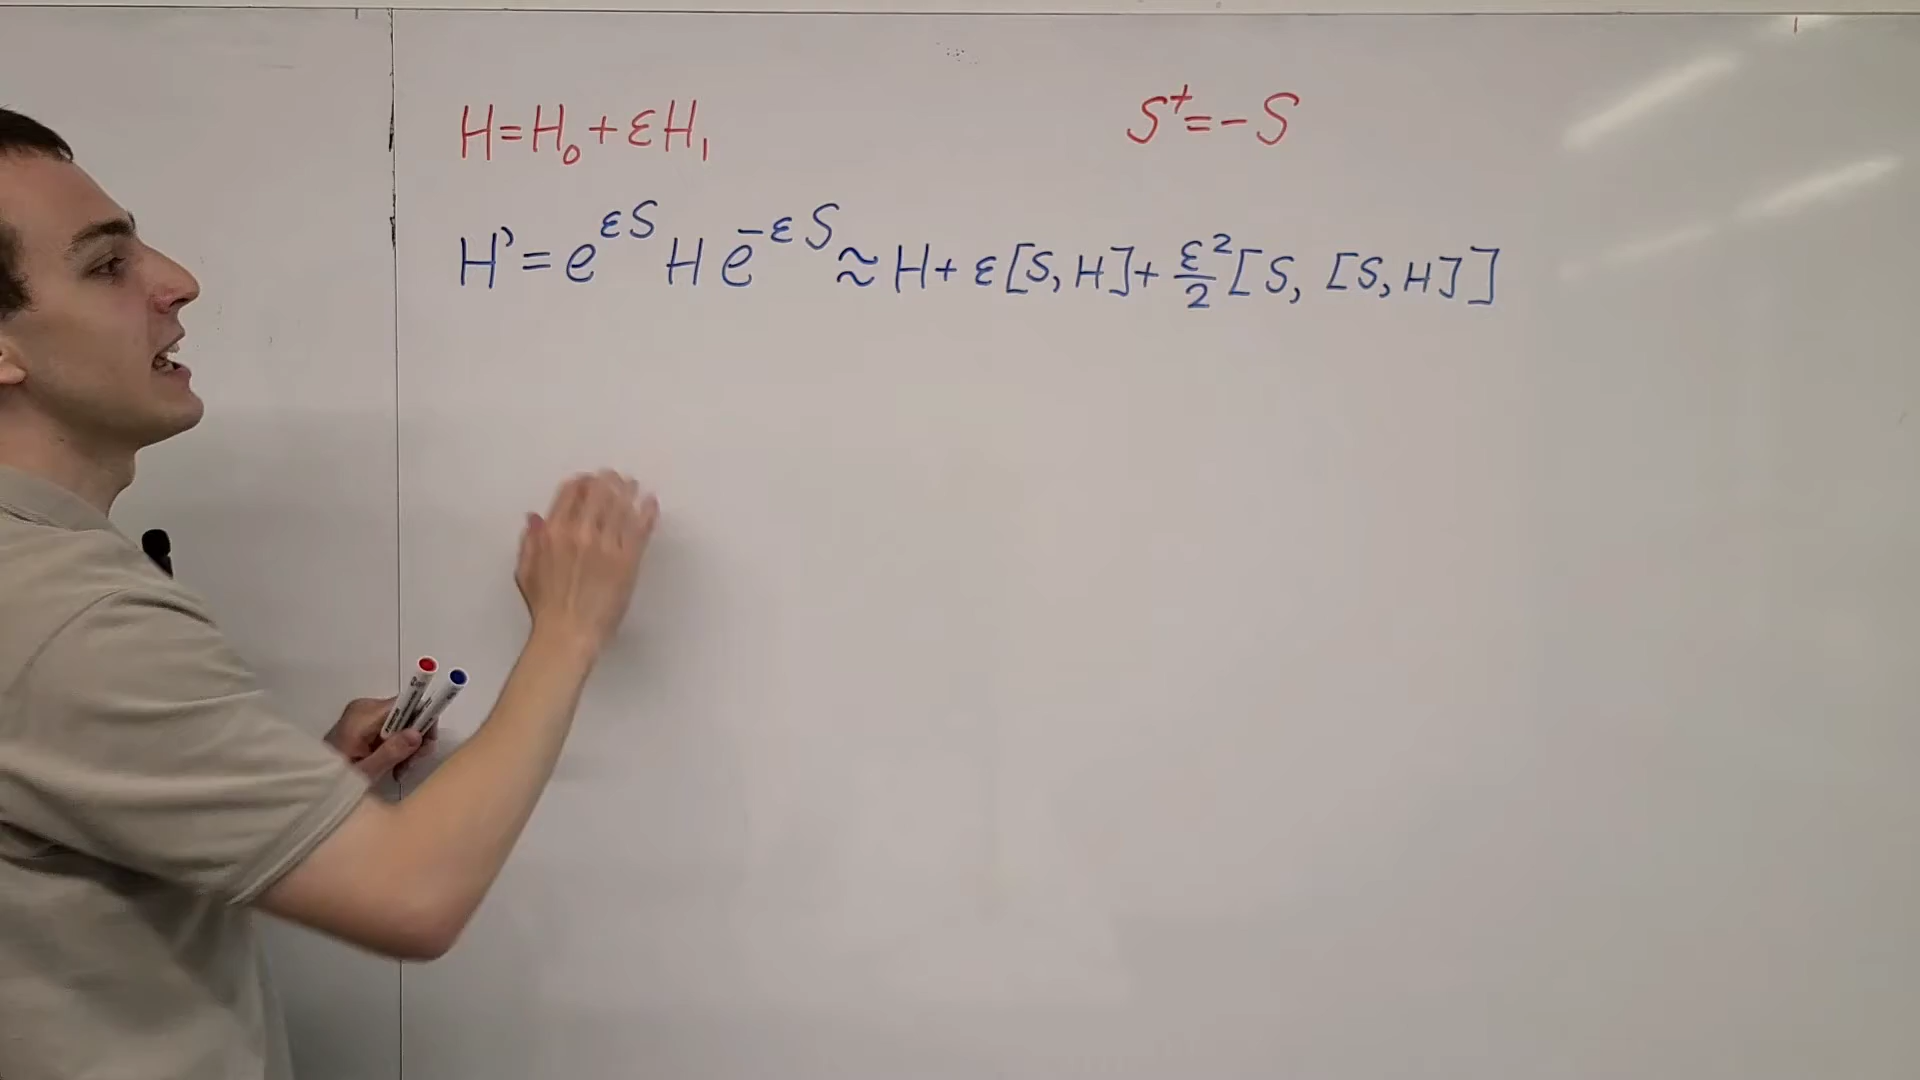 H=H₀+εH₁
S⁺=-S
H'=e^{εS} H e^{-εS} ≈ H+ ε[S,H]+ ε²/2 [S, [S,H]]